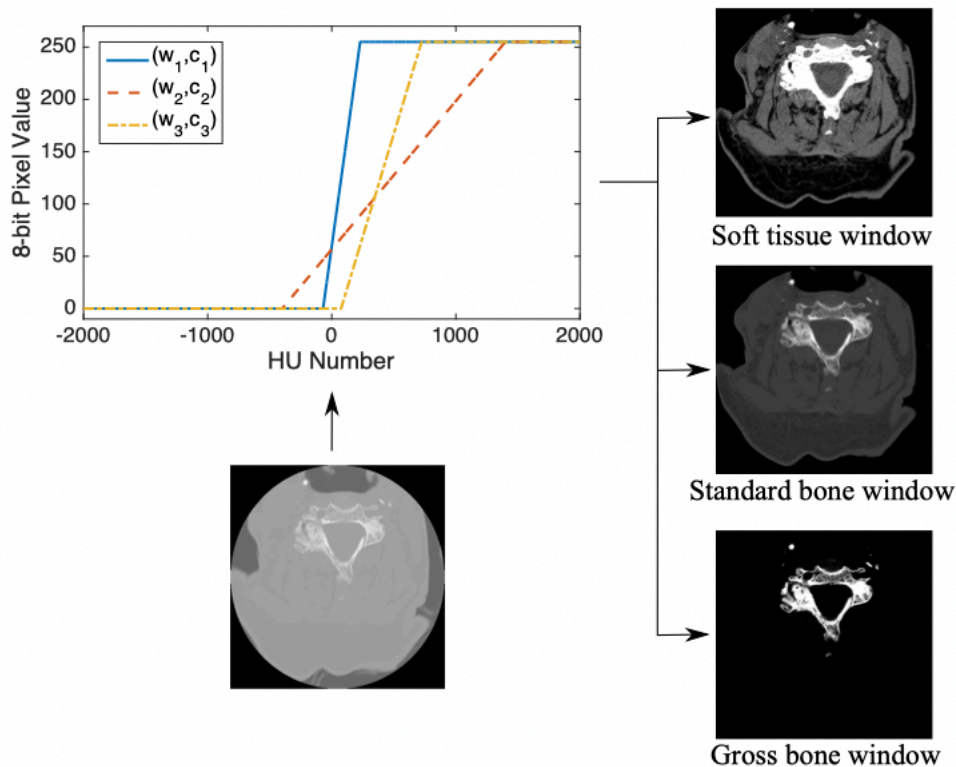 250
200
150
100
50
0
8-bit Pixel Value
(w₁,c₁)
(w₂,c₂)
(w₃,c₃)
-2000
-1000
0
1000
2000
HU Number
Soft tissue window
Standard bone window
Gross bone window